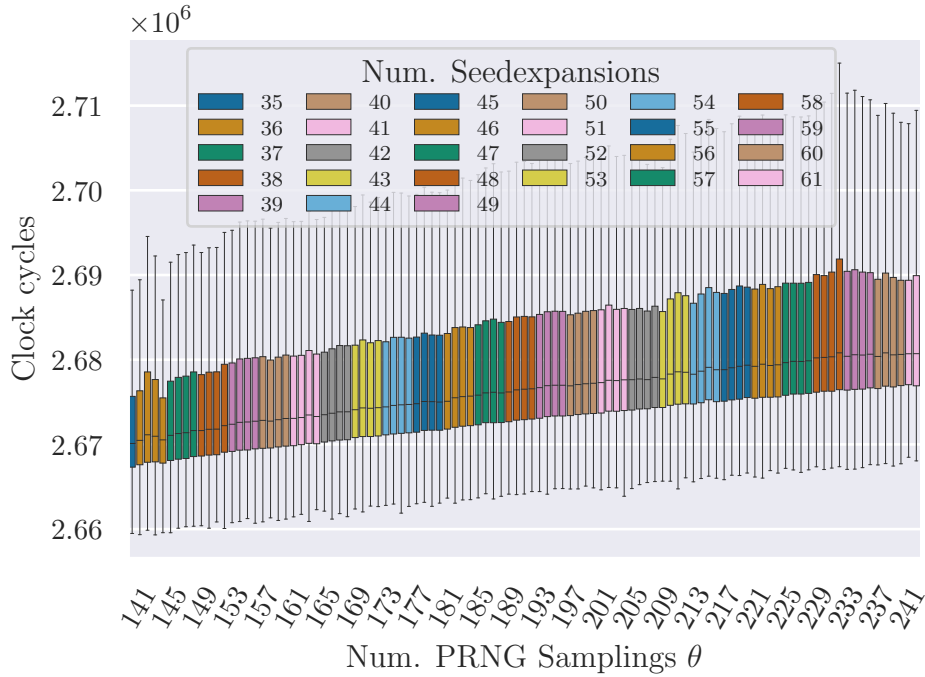 ×10⁶
Num. Seedexpansions
35 40 45 50 54 58
36 41 46 51 55 59
37 42 47 52 56 60
38 43 48 53 57 61
39 44 49
2.71
2.70
2.69
2.68
2.67
2.66
Clock cycles
141 145 149 153 157 161 165 169 173 177 181 185 189 193 197 201 205 209 213 217 221 225 229 233 237 241
Num. PRNG Samplings θ